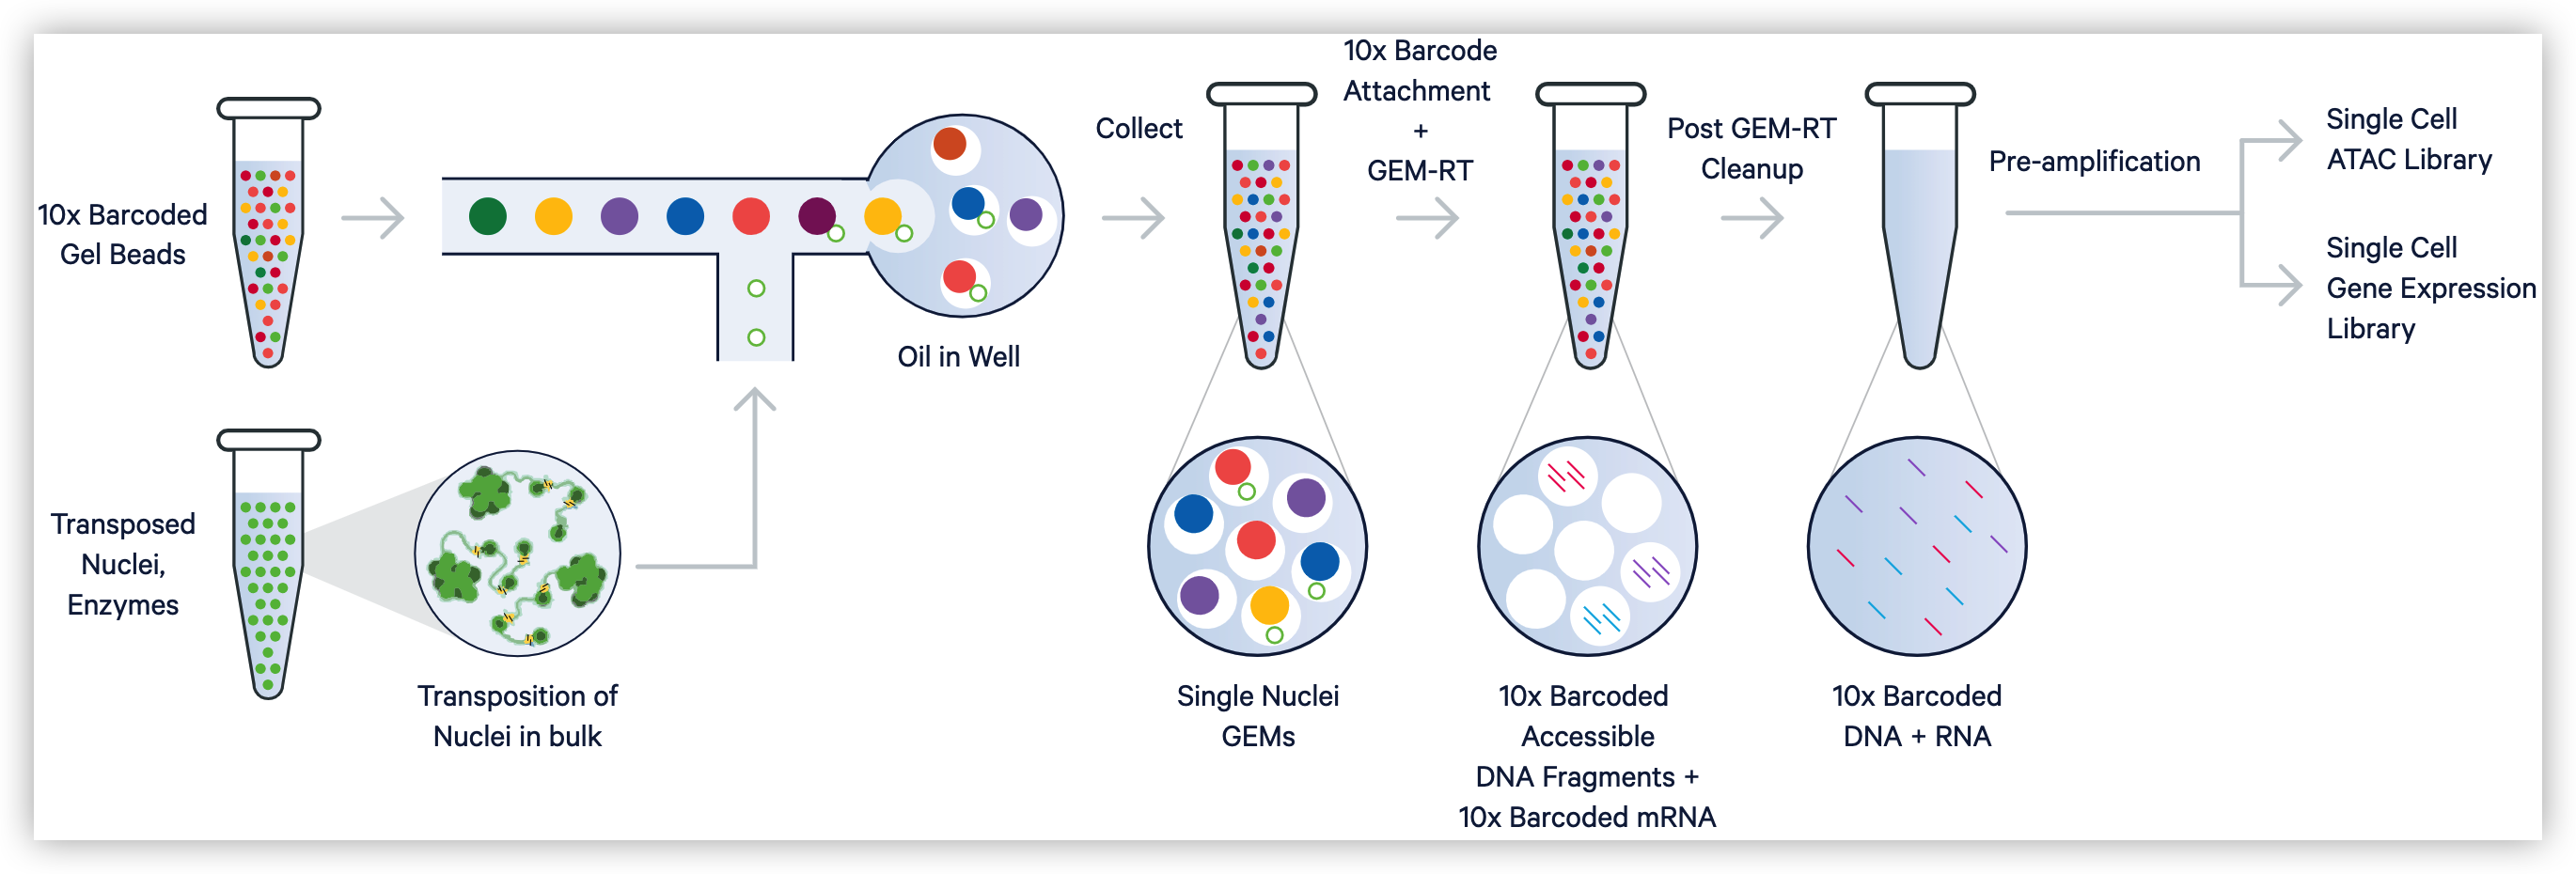 10x Barcoded
Gel Beads
Transposed
Nuclei,
Enzymes
Transposition of
Nuclei in bulk
Oil in Well
Collect
Single Nuclei
GEMs
10x Barcode
Attachment
+
GEM-RT
10x Barcoded
Accessible
DNA Fragments +
10x Barcoded mRNA
Post GEM-RT
Cleanup
10x Barcoded
DNA + RNA
Pre-amplification
Single Cell
ATAC Library
Single Cell
Gene Expression
Library